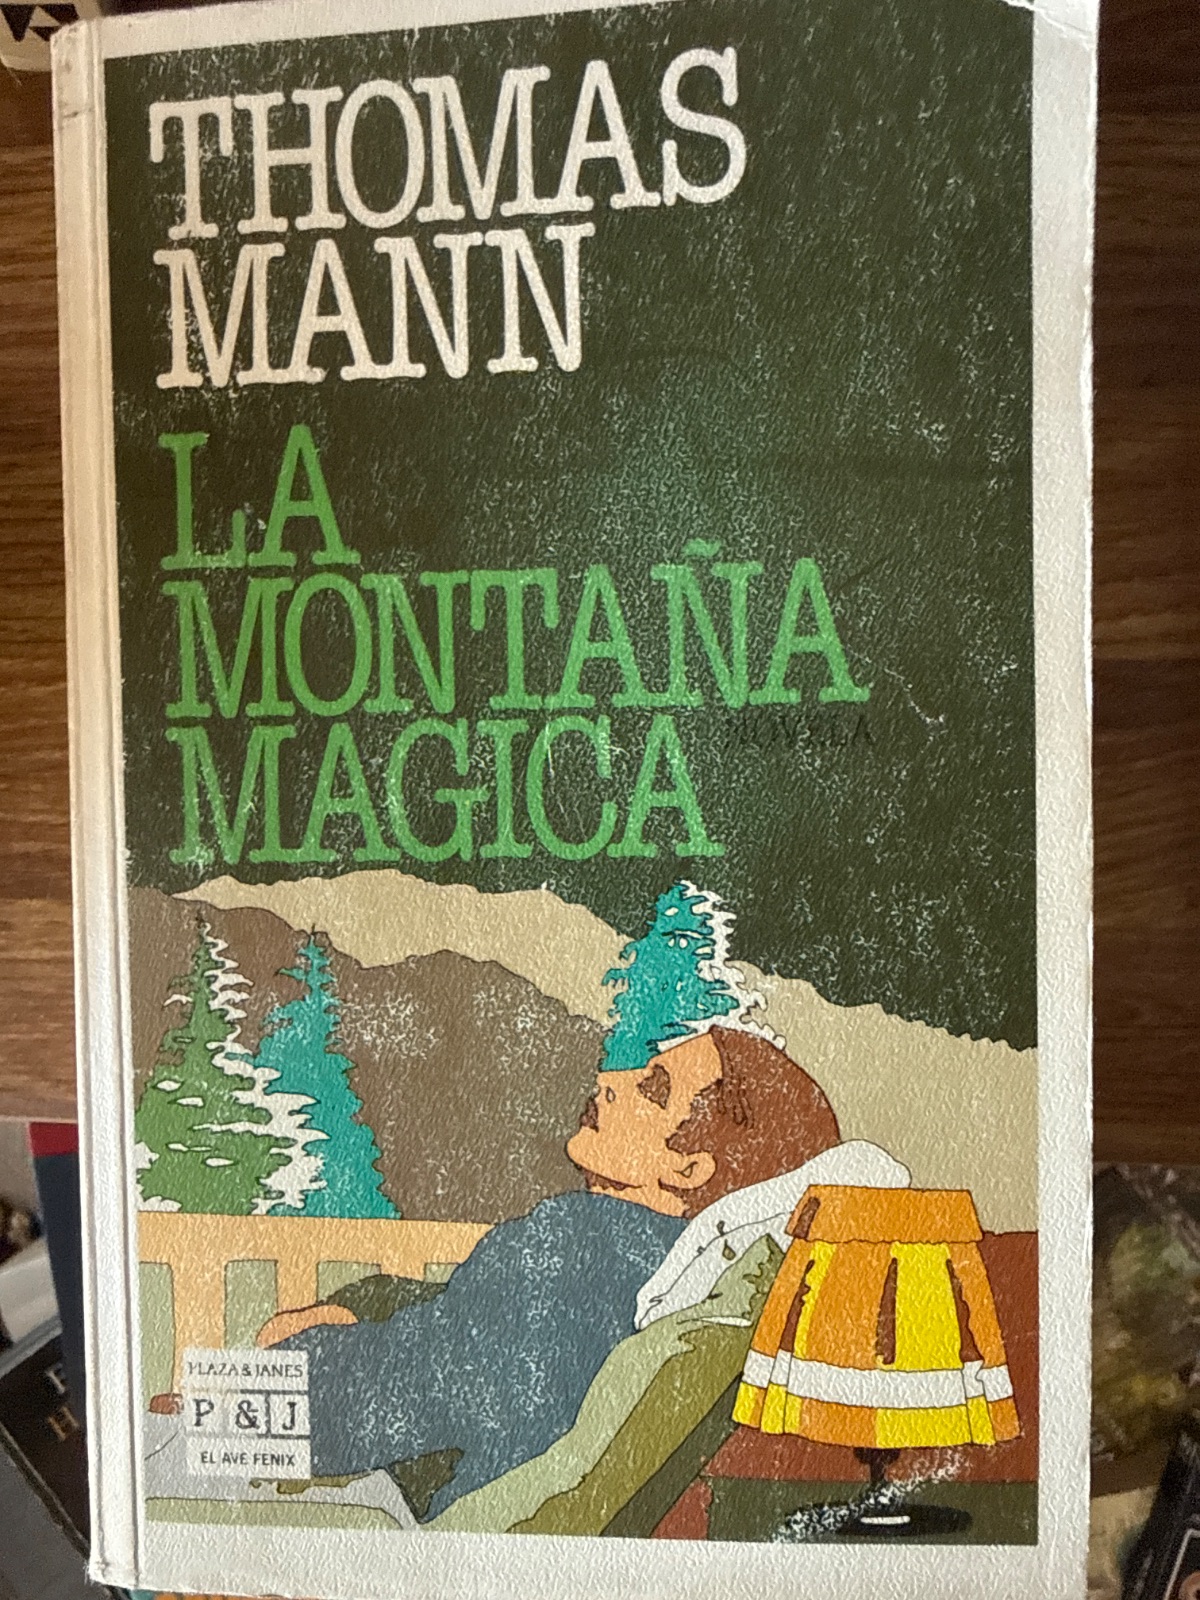 THOMAS
MANN
LA
MONTAÑA
MAGICA
NOVELA
PLAZA & JANES
P & J
EL AVE FENIX